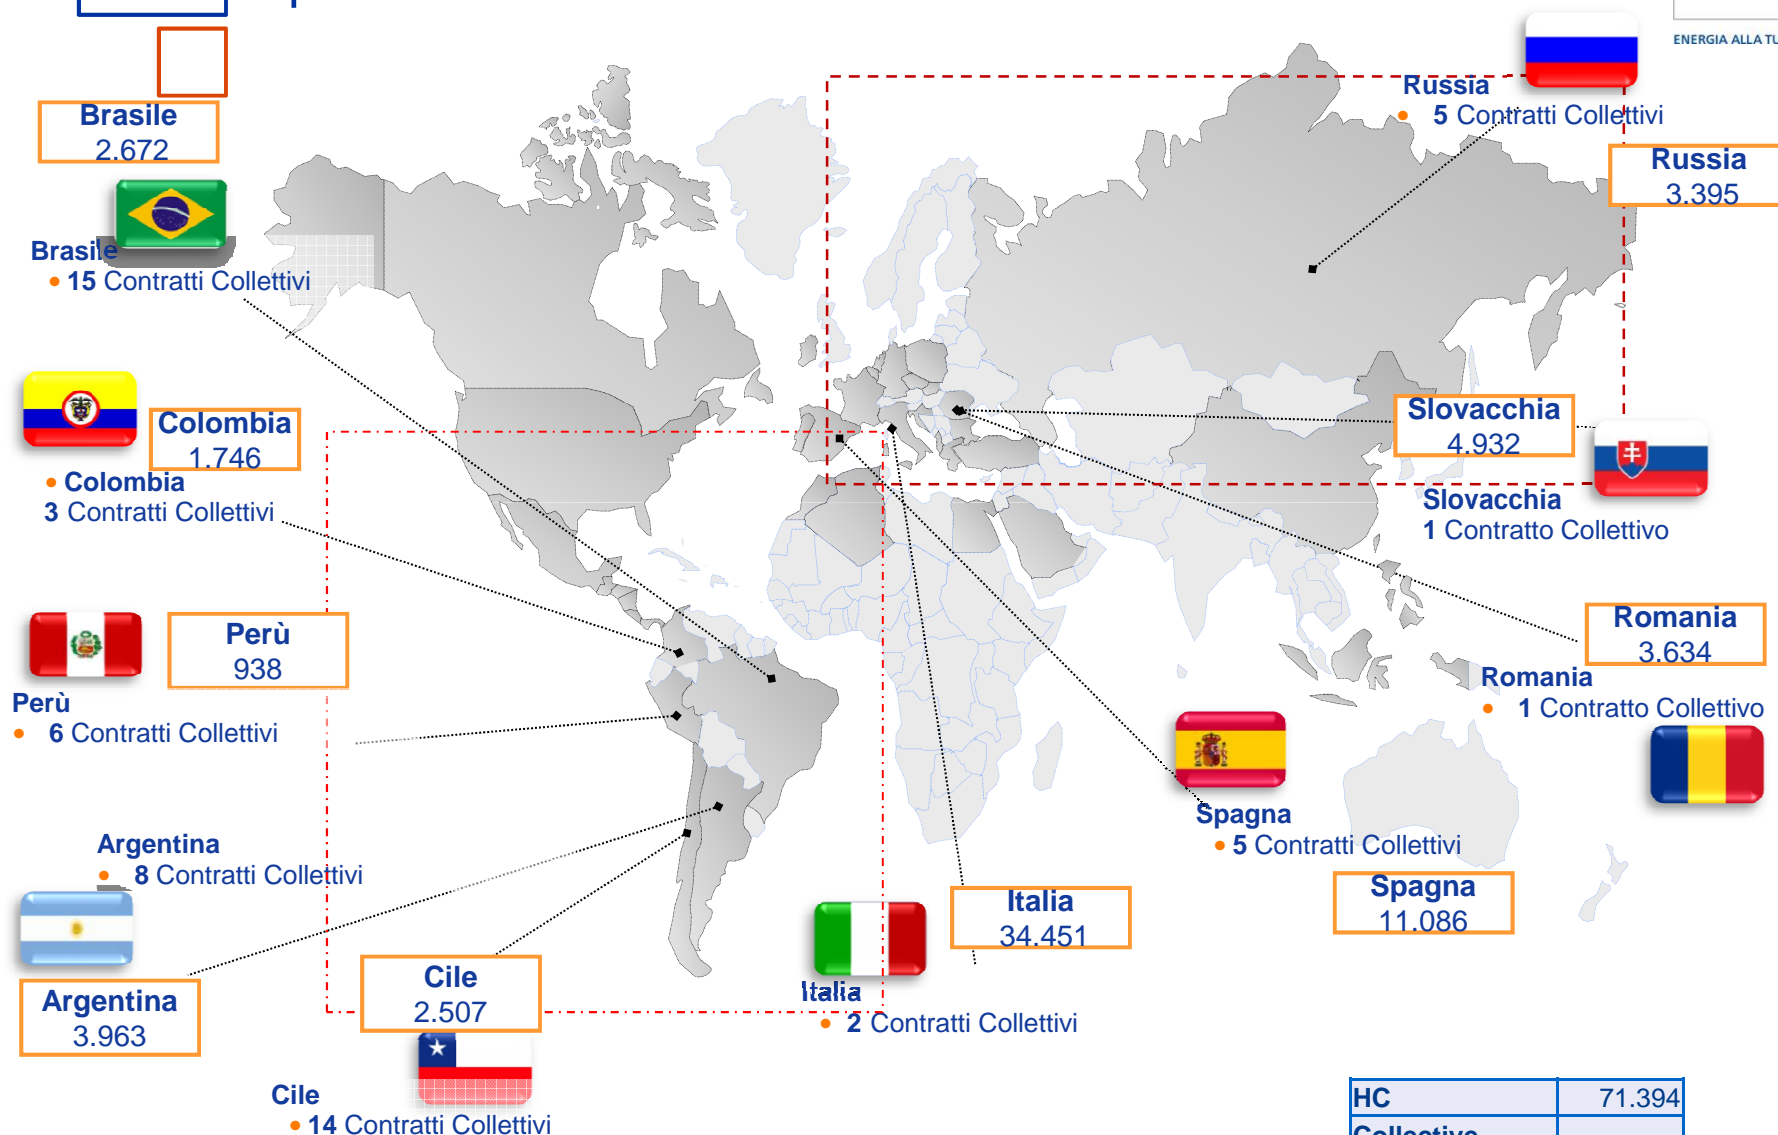 ENERGIA ALLA TU
Brasile
2.672
Brasile
• 15 Contratti Collettivi
Colombia
1.746
• Colombia
3 Contratti Collettivi
Perù
938
Perù
• 6 Contratti Collettivi
Argentina
• 8 Contratti Collettivi
Argentina
3.963
Cile
2.507
Cile
• 14 Contratti Collettivi
Italia
34.451
Italia
• 2 Contratti Collettivi
Spagna
• 5 Contratti Collettivi
Spagna
11.086
Russia
• 5 Contratti Collettivi
Russia
3.395
Slovacchia
4.932
Slovacchia
1 Contratto Collettivo
Romania
3.634
Romania
• 1 Contratto Collettivo
HC 71.394
Collective